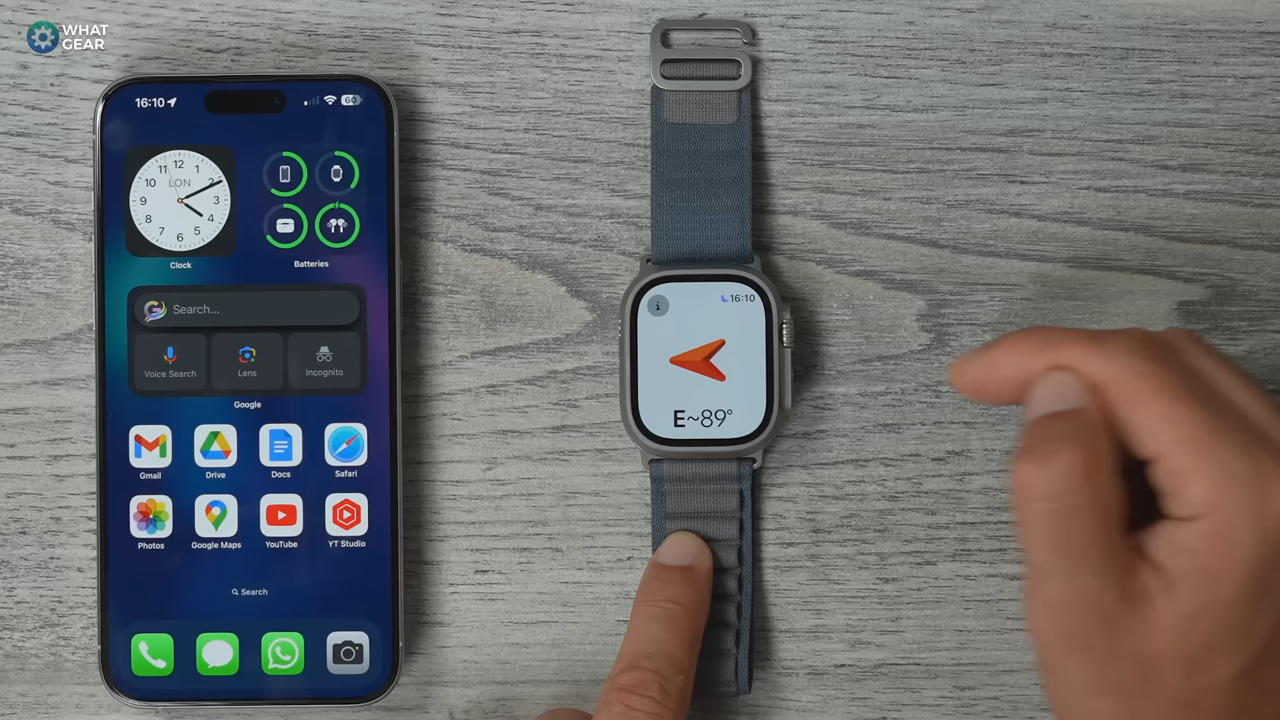 WHAT
GEAR
16:10
60
12
11
1
10
LON
2
9
3
8
4
7
5
6
Clock
Batteries
Search...
Voice Search
Lens
Incognito
Google
Gmail
Drive
Docs
Safari
Photos
Google Maps
YouTube
YT Studio
Search
i
16:10
E~89°